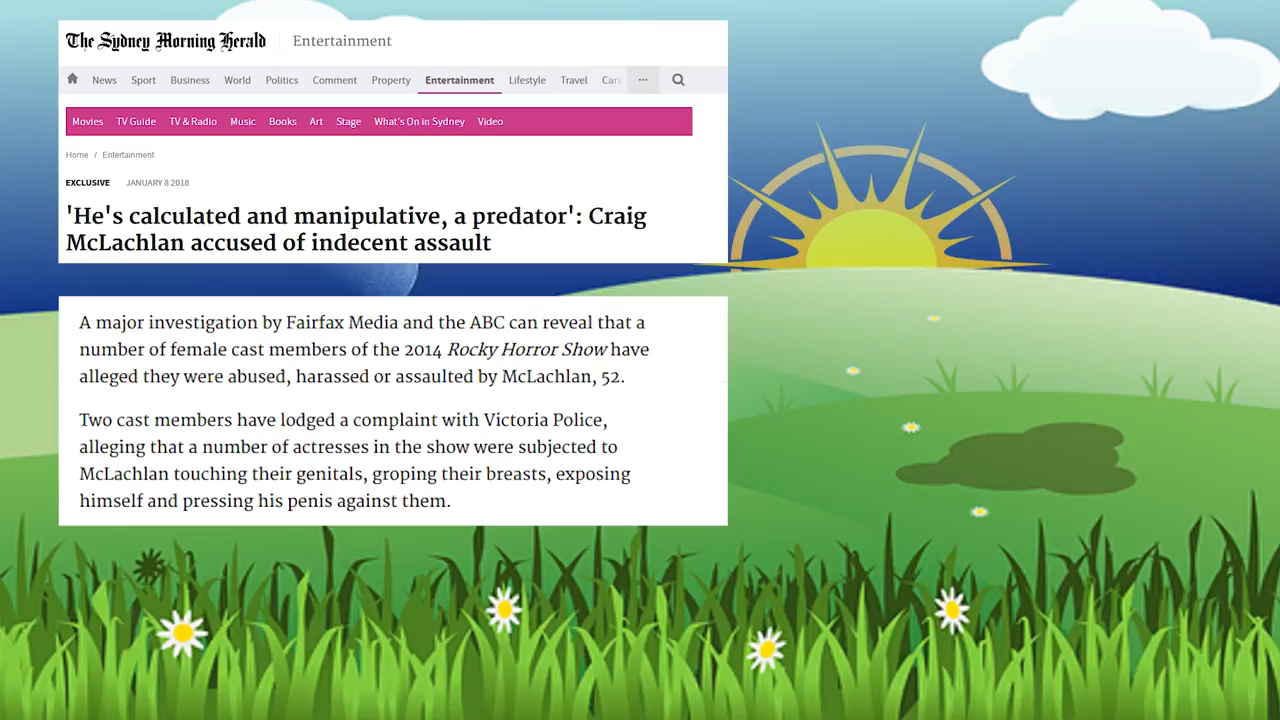 The Sydney Morning Herald Entertainment
News Sport Business World Politics Comment Property Entertainment Lifestyle Travel Cars ...
Movies TV Guide TV & Radio Music Books Art Stage What's On in Sydney Video
Home / Entertainment
EXCLUSIVE JANUARY 8 2018
'He's calculated and manipulative, a predator': Craig
McLachlan accused of indecent assault
A major investigation by Fairfax Media and the ABC can reveal that a
number of female cast members of the 2014 Rocky Horror Show have
alleged they were abused, harassed or assaulted by McLachlan, 52.
Two cast members have lodged a complaint with Victoria Police,
alleging that a number of actresses in the show were subjected to
McLachlan touching their genitals, groping their breasts, exposing
himself and pressing his penis against them.